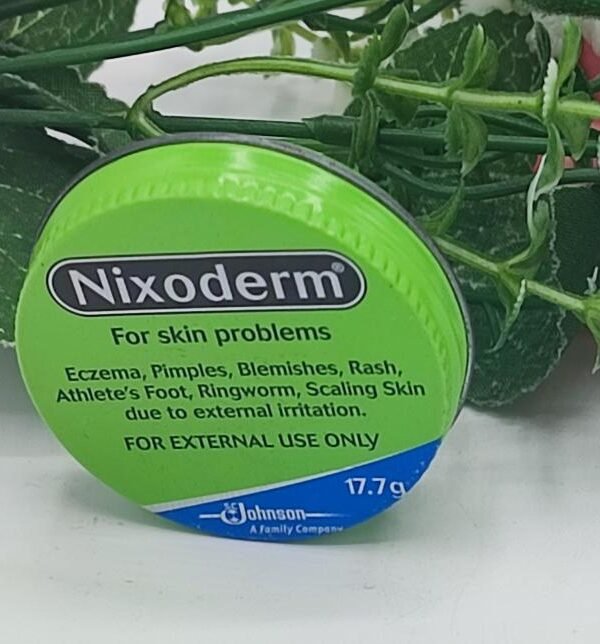 Nixoderm®
For skin problems
Eczema, Pimples, Blemishes, Rash,
Athlete's Foot, Ringworm, Scaling Skin
due to external irritation.
FOR EXTERNAL USE ONLY
17.7g
SC Johnson
A Family Company